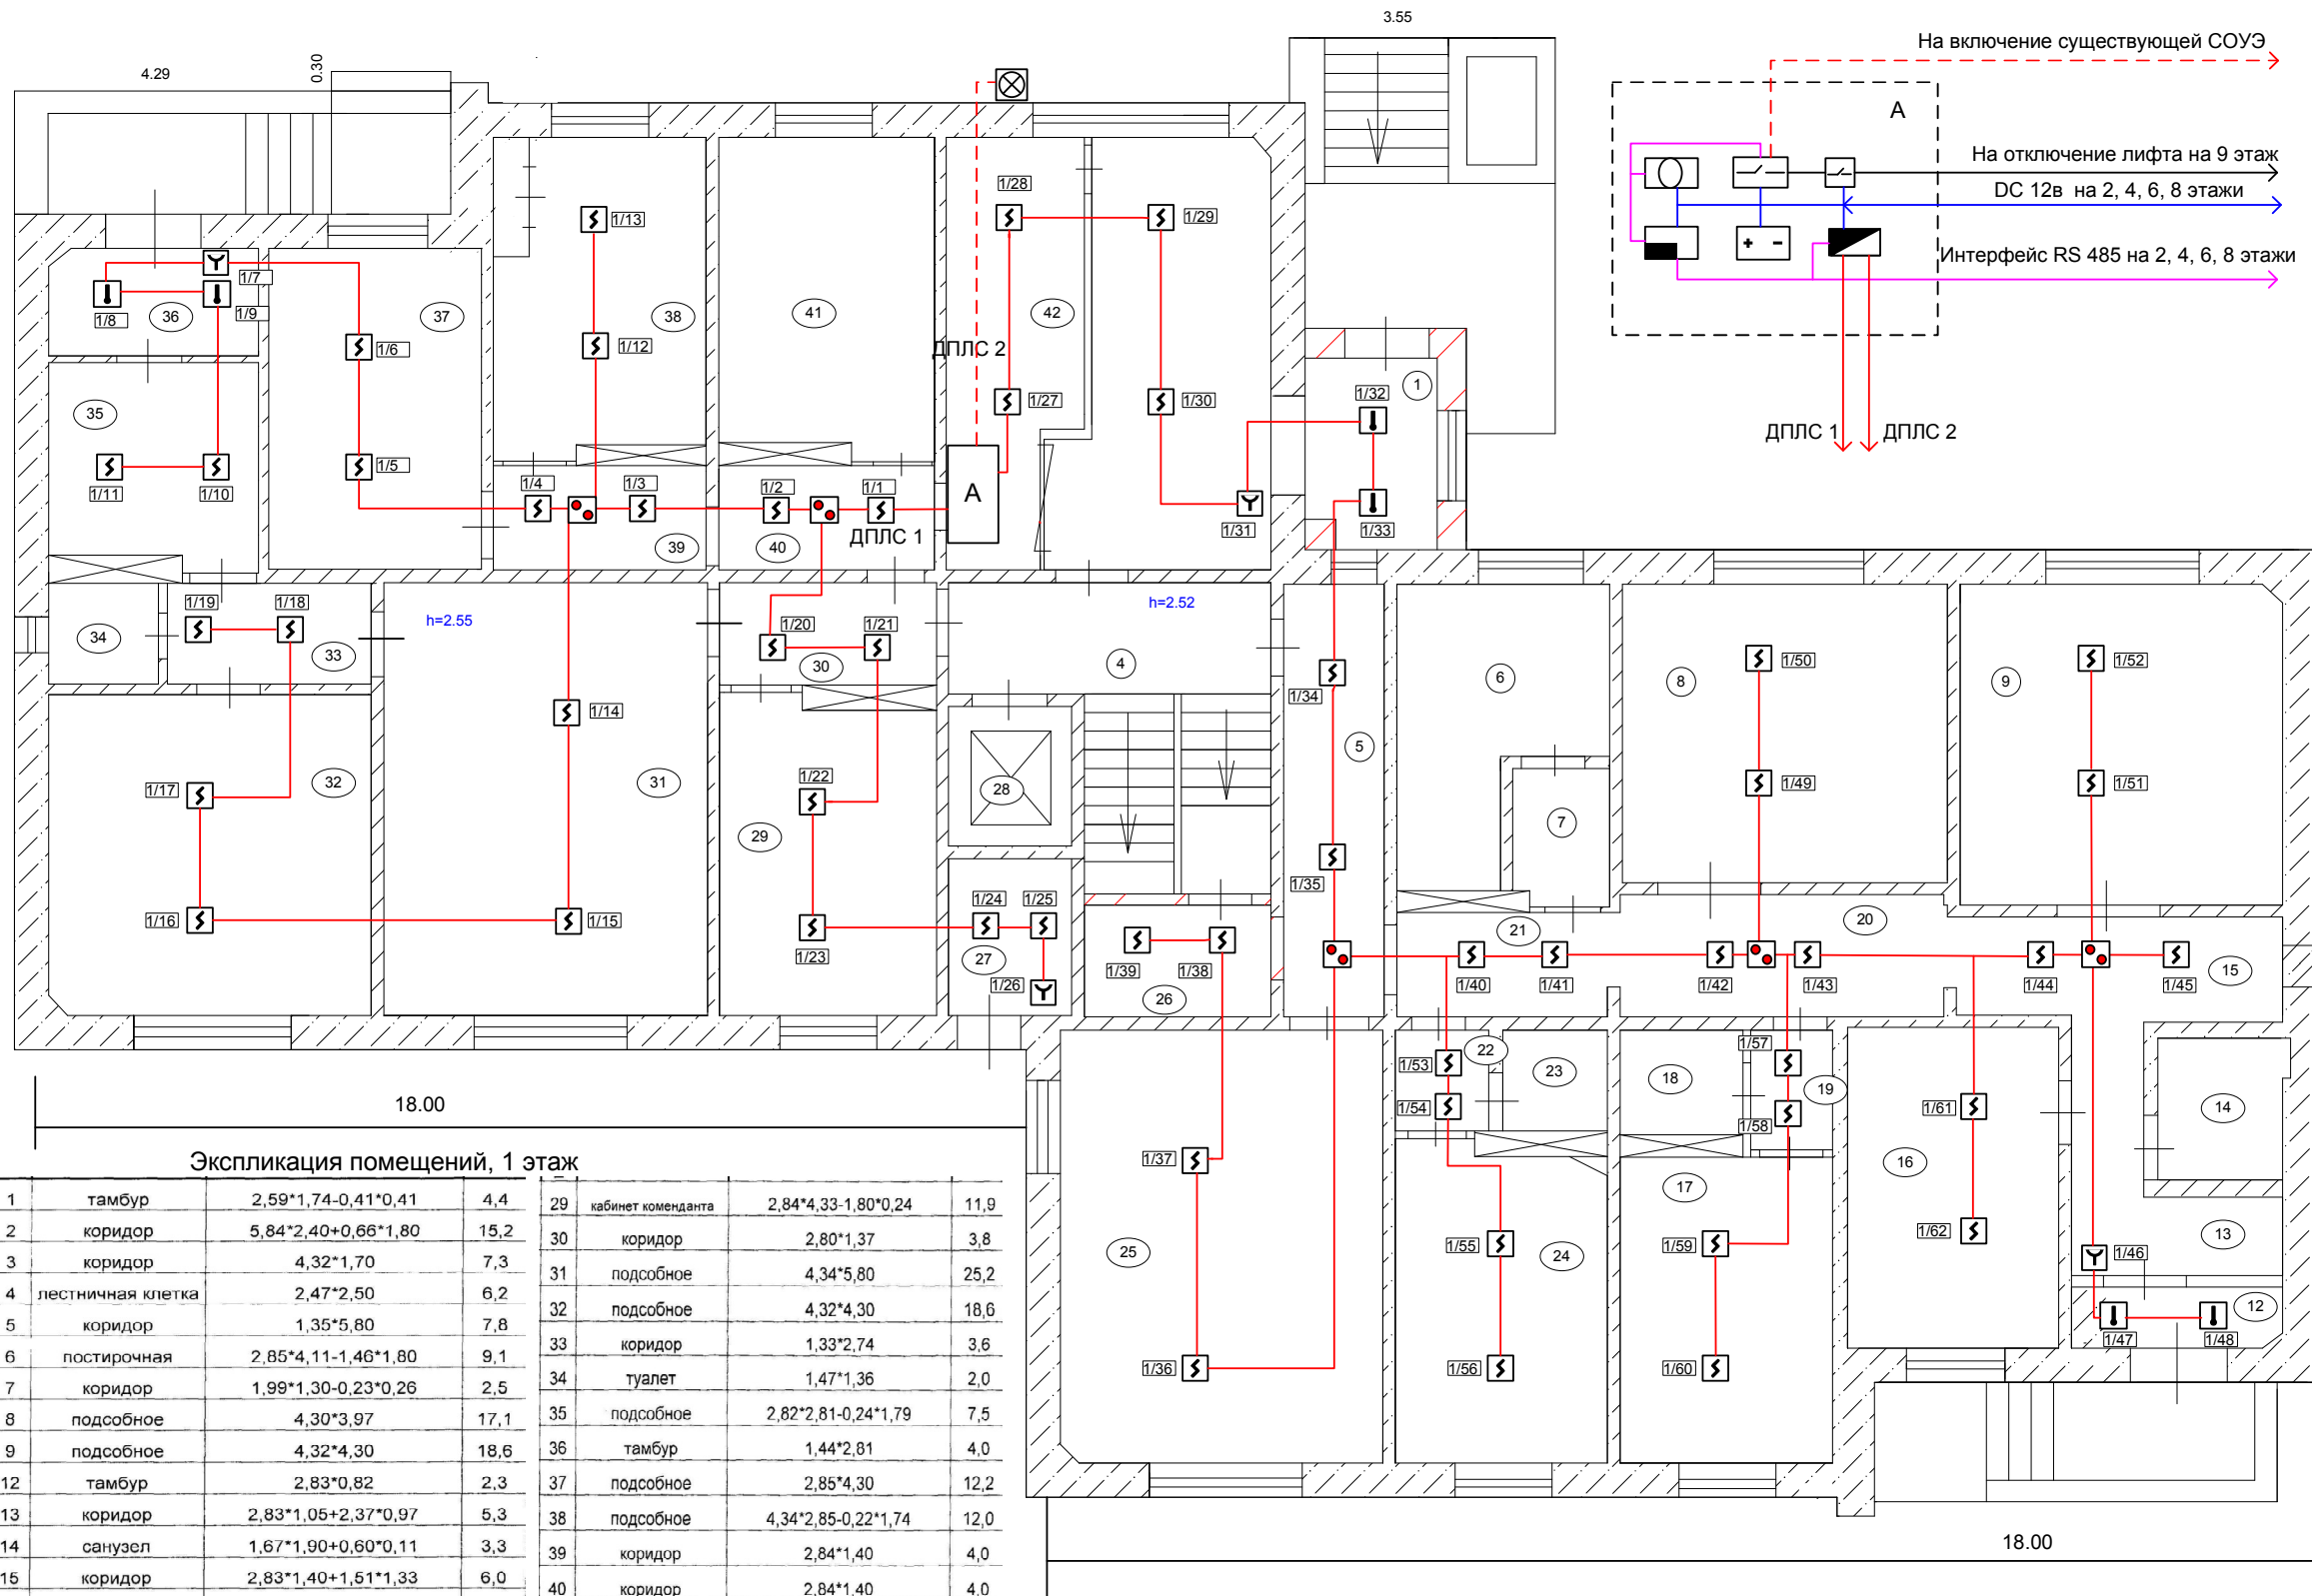 3.55
На включение существующей СОУЭ
4.29
0.30
А
На отключение лифта на 9 этаж
DC 12в на 2, 4, 6, 8 этажи
Интерфейс RS 485 на 2, 4, 6, 8 этажи
ДПЛС 1
ДПЛС 2
1/28
1/13
1/29
1/7
1/8
36
1/9
37
38
41
42
1/6
1/12
ДПЛС 2
1
1/32
35
1/27
1/30
1/5
1/11
1/10
1/4
1/3
1/2
1/1
А
1/31
1/33
39
40
ДПЛС 1
1/19
1/18
h=2.55
h=2.52
34
33
1/20
1/21
30
4
1/34
6
8
1/50
9
1/52
1/14
5
1/17
32
31
1/22
28
1/49
1/51
29
7
1/35
1/16
1/15
1/24
1/25
1/23
27
1/26
1/39
1/38
26
21
20
15
1/40
1/41
1/42
1/43
1/44
1/45
1/53
22
23
18
1/57
19
1/54
1/58
1/61
14
18.00
1/37
16
17
25
1/55
24
1/59
1/62
13
1/46
12
1/47
1/48
1/36
1/56
1/60
18.00
Экспликация помещений, 1 этаж
1 тамбур 2,59*1,74-0,41*0,41 4,4
2 коридор 5,84*2,40+0,66*1,80 15,2
3 коридор 4,32*1,70 7,3
4 лестничная клетка 2,47*2,50 6,2
5 коридор 1,35*5,80 7,8
6 постирочная 2,85*4,11-1,46*1,80 9,1
7 коридор 1,99*1,30-0,23*0,26 2,5
8 подсобное 4,30*3,97 17,1
9 подсобное 4,32*4,30 18,6
12 тамбур 2,83*0,82 2,3
13 коридор 2,83*1,05+2,37*0,97 5,3
14 санузел 1,67*1,90+0,60*0,11 3,3
15 коридор 2,83*1,40+1,51*1,33 6,0
29 кабинет коменданта 2,84*4,33-1,80*0,24 11,9
30 коридор 2,80*1,37 3,8
31 подсобное 4,34*5,80 25,2
32 подсобное 4,32*4,30 18,6
33 коридор 1,33*2,74 3,6
34 туалет 1,47*1,36 2,0
35 подсобное 2,82*2,81-0,24*1,79 7,5
36 тамбур 1,44*2,81 4,0
37 подсобное 2,85*4,30 12,2
38 подсобное 4,34*2,85-0,22*1,74 12,0
39 коридор 2,84*1,40 4,0
40 коридор 2,84*1,40 4,0